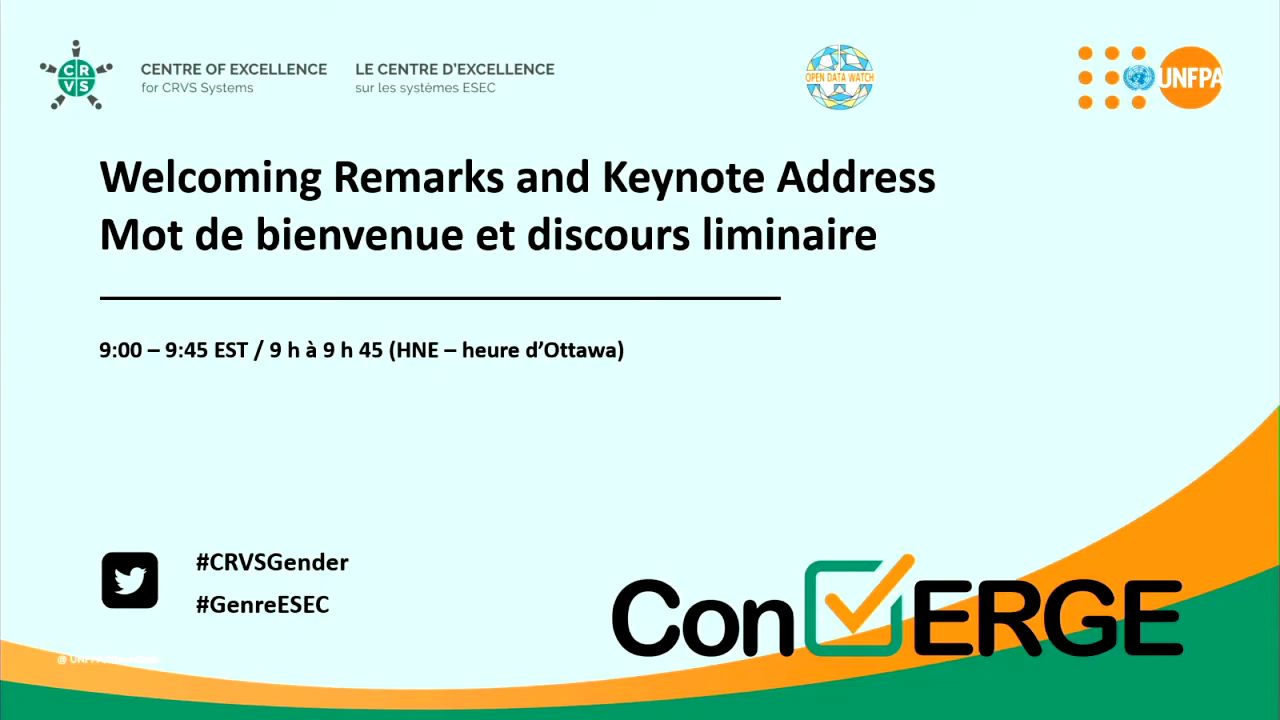 CRVS
CENTRE OF EXCELLENCE
for CRVS Systems
LE CENTRE D'EXCELLENCE
sur les systèmes ESEC
OPEN DATA WATCH
UNFPA
Welcoming Remarks and Keynote Address
Mot de bienvenue et discours liminaire
9:00 – 9:45 EST / 9 h à 9 h 45 (HNE – heure d’Ottawa)
#CRVSGender
#GenreESEC
ConVERGE